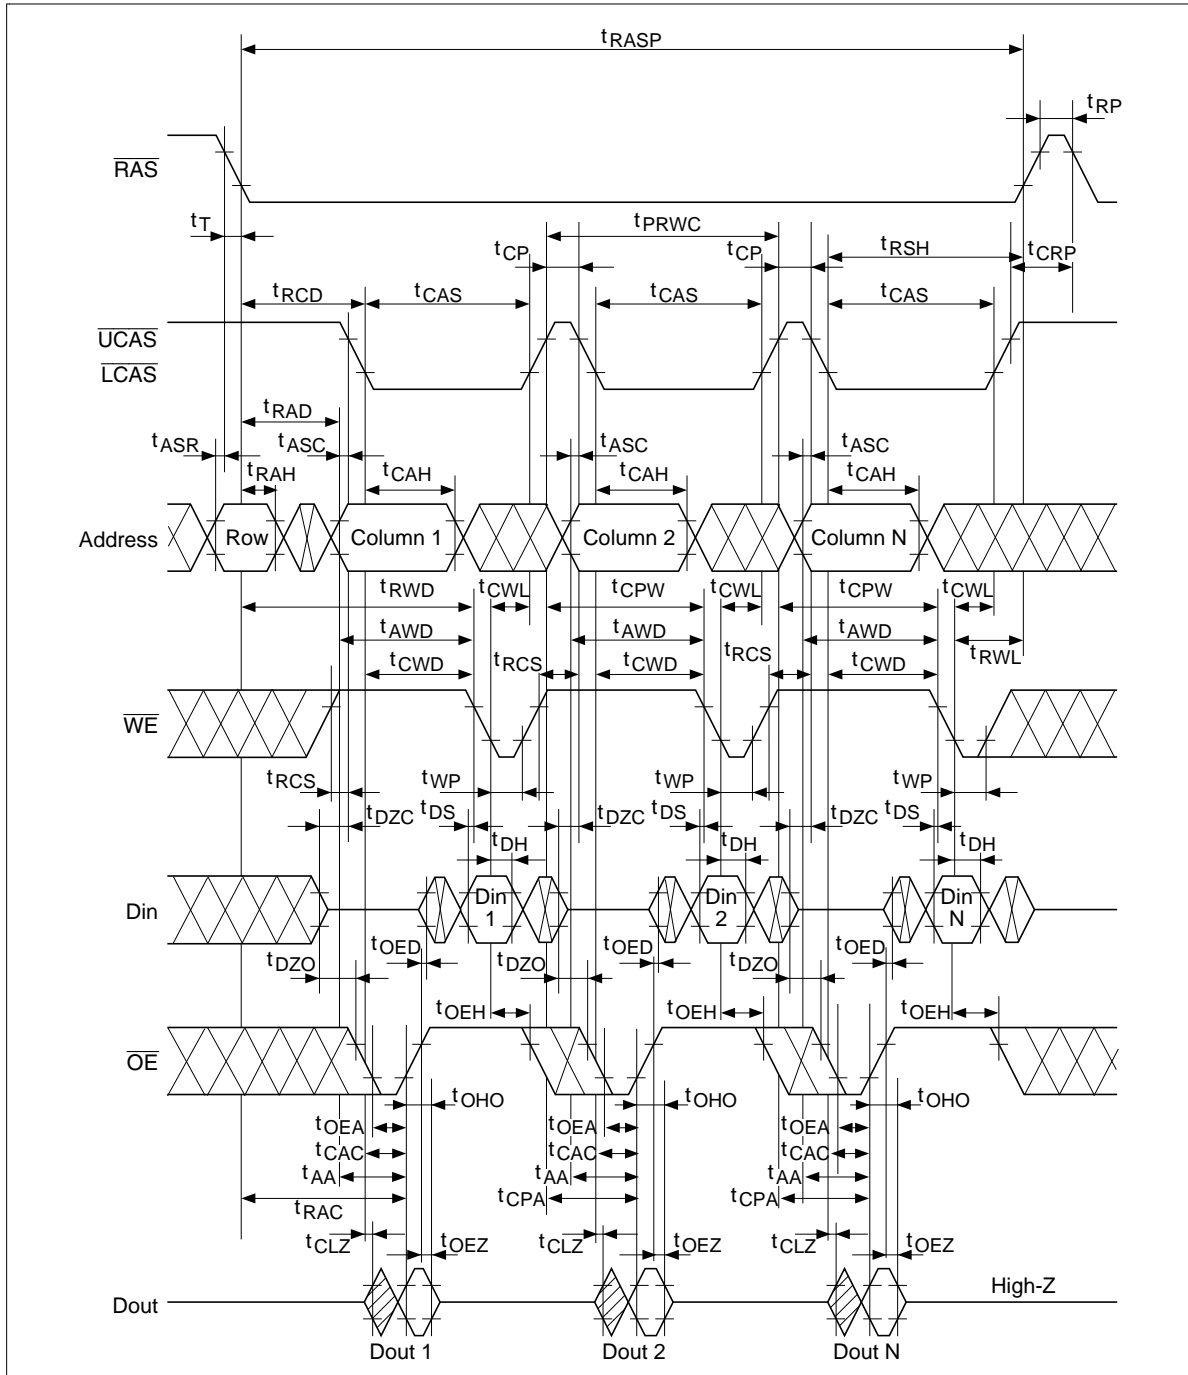 tRASP
tRP
RAS
tT
tPRWC
tCP
tCP
tRSH
tCRP
tRCD
tCAS
tCAS
tCAS
UCAS
LCAS
tRAD
tASR
tASC
tASC
tASC
tRAH
tCAH
tCAH
tCAH
Address
Row
Column 1
Column 2
Column N
tRWD
tCWL
tCPW
tCWL
tCPW
tCWL
tAWD
tAWD
tAWD
tRCS
tRCS
tRWL
tCWD
tCWD
tCWD
WE
tRCS
tWP
tWP
tWP
tDZC
tDS
tDZC
tDS
tDZC
tDS
tDH
tDH
tDH
Din
Din 1
Din 2
Din N
tOED
tOED
tOED
tDZO
tDZO
tDZO
tOEH
tOEH
tOEH
OE
tOHO
tOHO
tOHO
tOEA
tOEA
tOEA
tCAC
tCAC
tCAC
tAA
tAA
tAA
tRAC
tCPA
tCPA
tCLZ
tOEZ
tCLZ
tOEZ
tCLZ
tOEZ
High-Z
Dout
Dout 1
Dout 2
Dout N